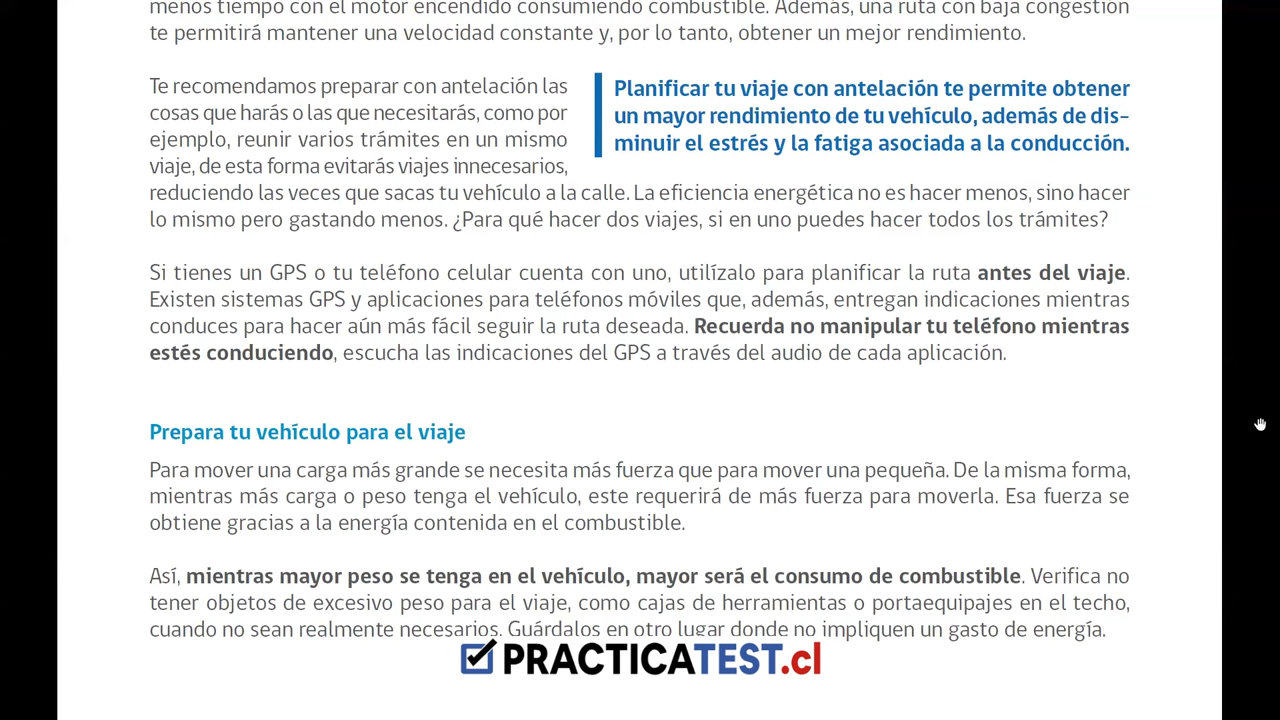 menos tiempo con el motor encendido consumiendo combustible. Además, una ruta con baja congestión
te permitirá mantener una velocidad constante y, por lo tanto, obtener un mejor rendimiento.
Te recomendamos preparar con antelación las
cosas que harás o las que necesitarás, como por
ejemplo, reunir varios trámites en un mismo
viaje, de esta forma evitarás viajes innecesarios,
Planificar tu viaje con antelación te permite obtener
un mayor rendimiento de tu vehículo, además de dis-
minuir el estrés y la fatiga asociada a la conducción.
reduciendo las veces que sacas tu vehículo a la calle. La eficiencia energética no es hacer menos, sino hacer
lo mismo pero gastando menos. ¿Para qué hacer dos viajes, si en uno puedes hacer todos los trámites?
Si tienes un GPS o tu teléfono celular cuenta con uno, utilízalo para planificar la ruta antes del viaje.
Existen sistemas GPS y aplicaciones para teléfonos móviles que, además, entregan indicaciones mientras
conduces para hacer aún más fácil seguir la ruta deseada. Recuerda no manipular tu teléfono mientras
estés conduciendo, escucha las indicaciones del GPS a través del audio de cada aplicación.
Prepara tu vehículo para el viaje
Para mover una carga más grande se necesita más fuerza que para mover una pequeña. De la misma forma,
mientras más carga o peso tenga el vehículo, este requerirá de más fuerza para moverla. Esa fuerza se
obtiene gracias a la energía contenida en el combustible.
Así, mientras mayor peso se tenga en el vehículo, mayor será el consumo de combustible. Verifica no
tener objetos de excesivo peso para el viaje, como cajas de herramientas o portaequipajes en el techo,
cuando no sean realmente necesarios. Guárdalos en otro lugar donde no impliquen un gasto de energía.
PRACTICATEST.cl